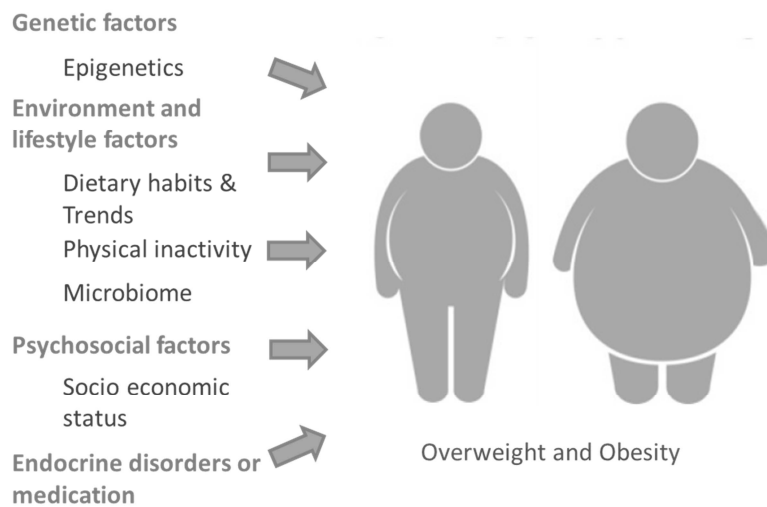 Genetic factors
Epigenetics
Environment and
lifestyle factors
Dietary habits &
Trends
Physical inactivity
Microbiome
Psychosocial factors
Socio economic
status
Endocrine disorders or
medication
Overweight and Obesity